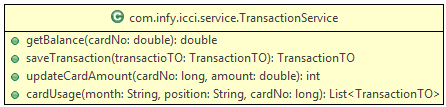 C com.infy.icci.service.TransactionService
getBalance(cardNo: double): double
saveTransaction(transactioTO: TransactionTO): TransactionTO
updateCardAmount(cardNo: long, amount: double): int
cardUsage(month: String, position: String, cardNo: long): List<TransactionTO>